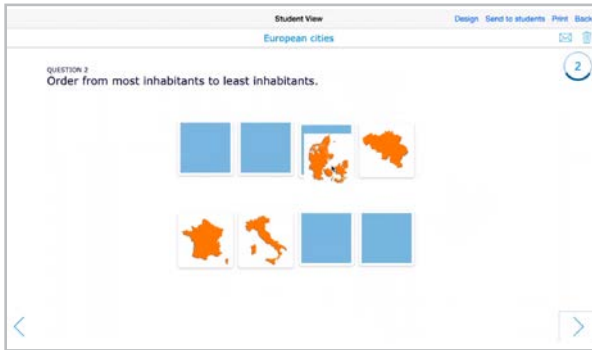 Student View
Design Send to students Print Back
European cities
2
QUESTION 2
Order from most inhabitants to least inhabitants.